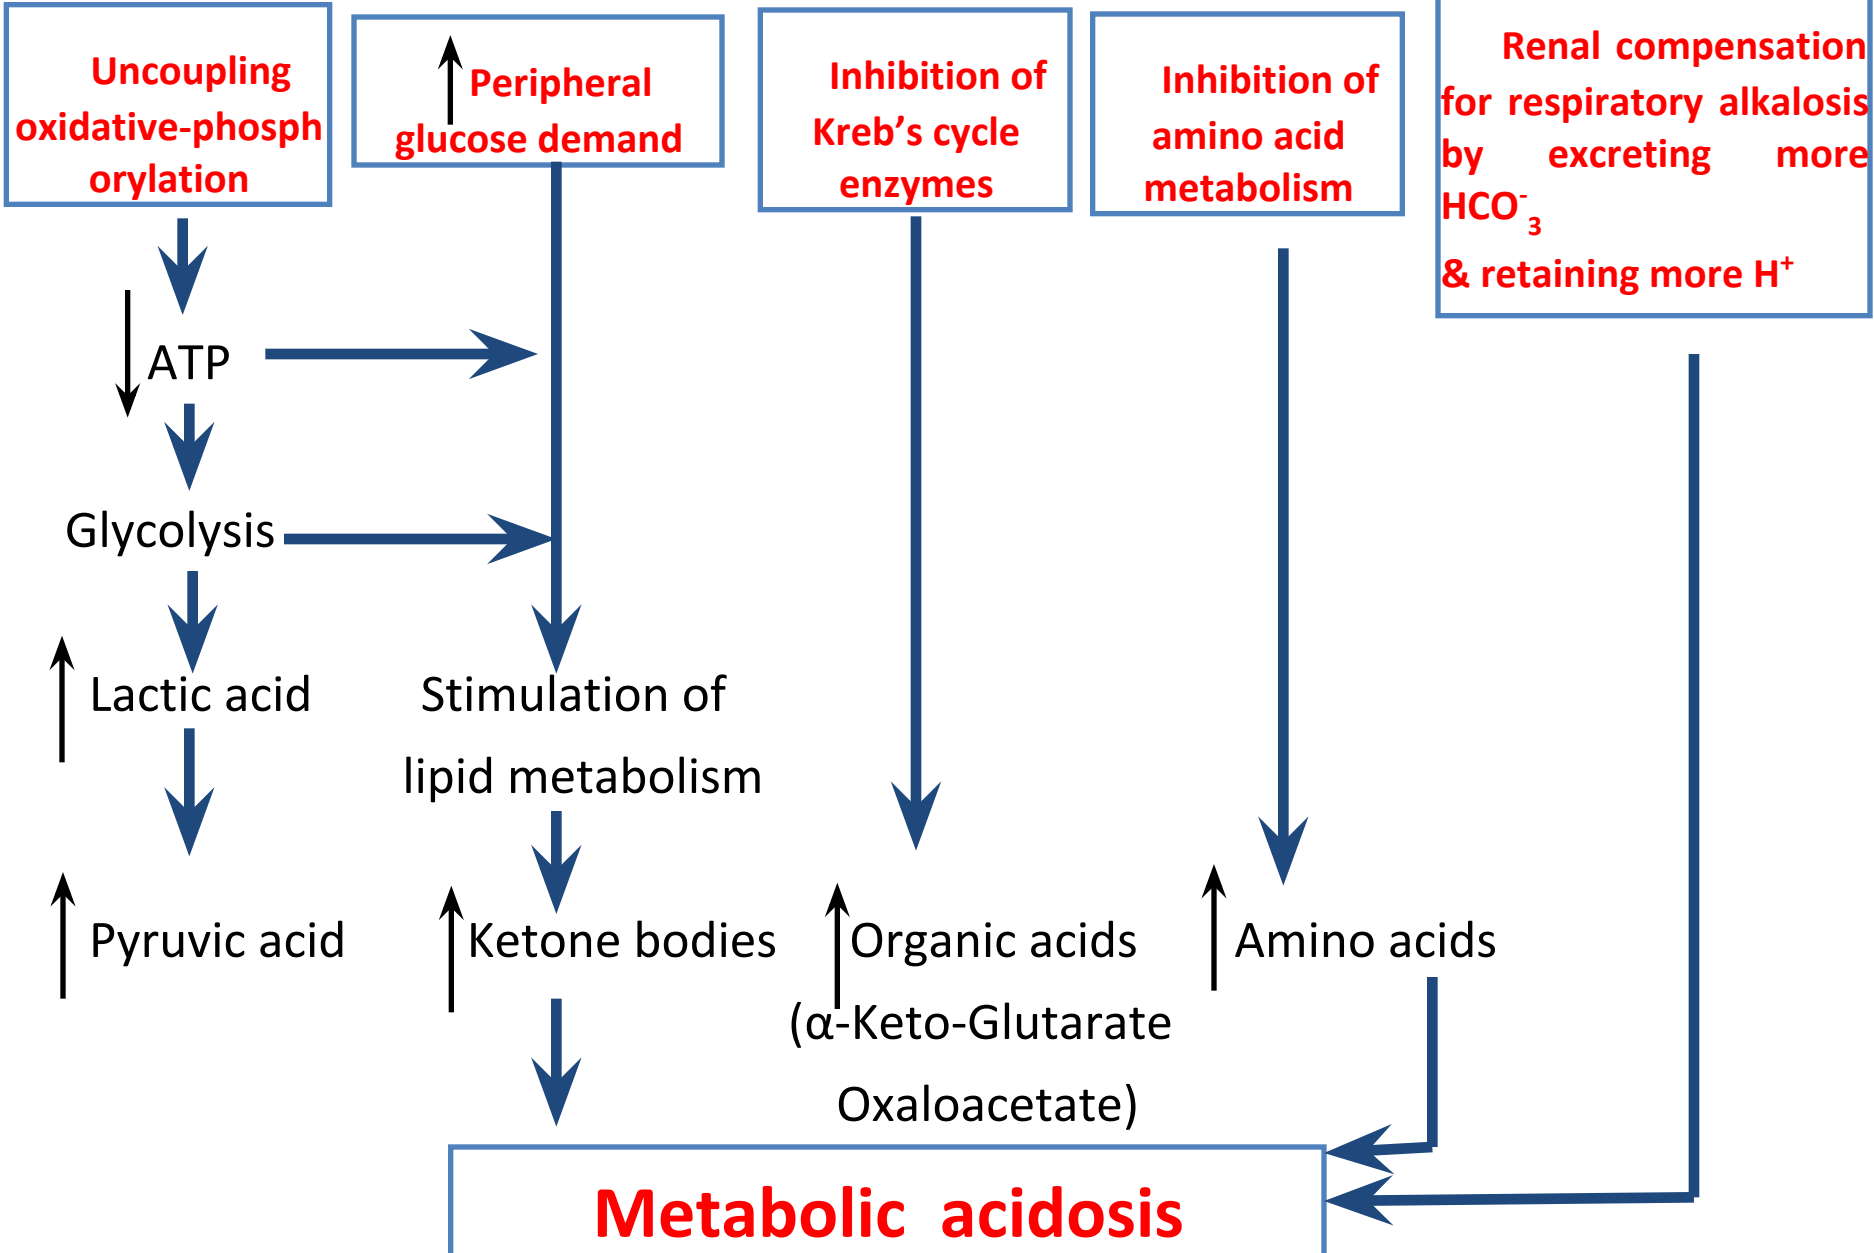 Uncoupling
oxidative-phosph
orylation
Peripheral
glucose demand
Inhibition of
Kreb’s cycle
enzymes
Inhibition of
amino acid
metabolism
Renal compensation
for respiratory alkalosis
by excreting more
HCO⁻₃
& retaining more H⁺
ATP
Glycolysis
Lactic acid
Stimulation of
lipid metabolism
Pyruvic acid
Ketone bodies
Organic acids
(α-Keto-Glutarate
Oxaloacetate)
Amino acids
Metabolic acidosis